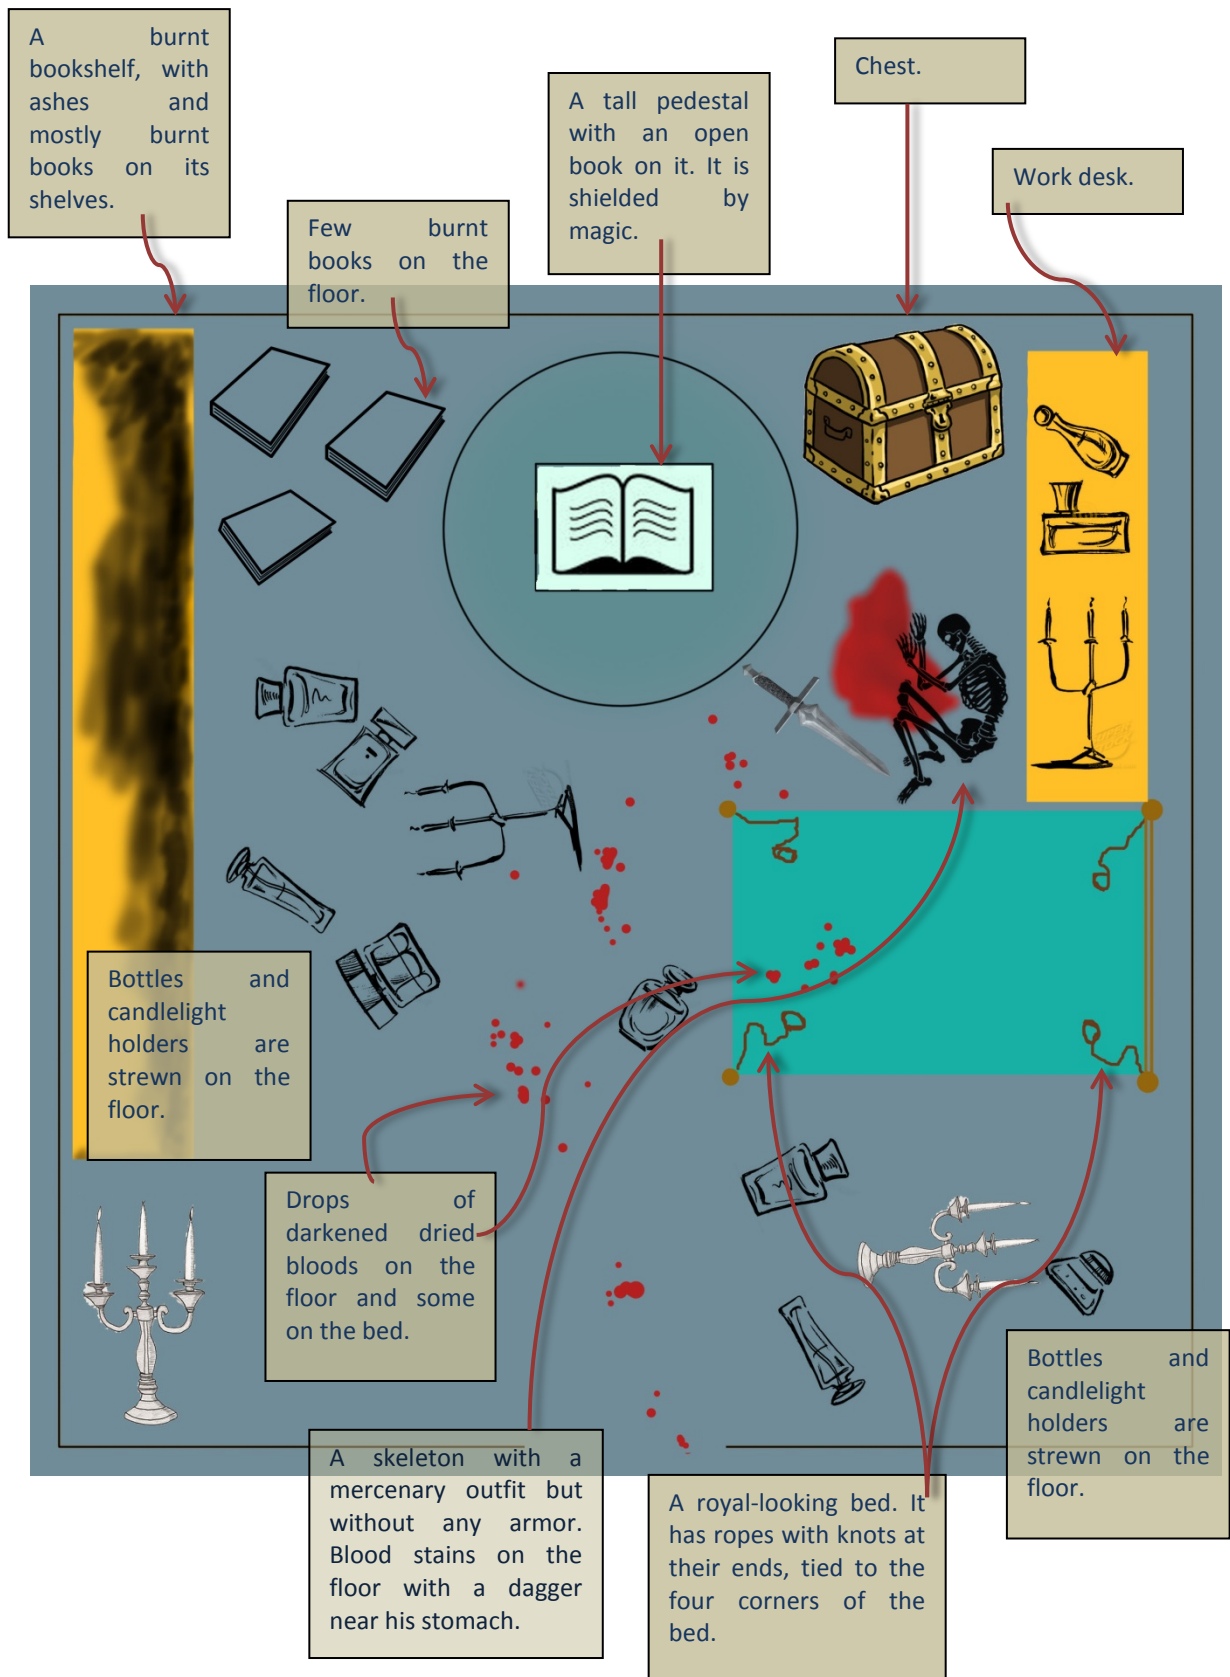 A burnt
bookshelf, with
ashes and
mostly burnt
books on its
shelves.
Few burnt
books on the
floor.
A tall pedestal
with an open
book on it. It is
shielded by
magic.
Chest.
Work desk.
Bottles and
candlelight
holders are
strewn on the
floor.
Drops of
darkened dried
bloods on the
floor and some
on the bed.
A skeleton with a
mercenary outfit but
without any armor.
Blood stains on the
floor with a dagger
near his stomach.
A royal-looking bed. It
has ropes with knots at
their ends, tied to the
four corners of the
bed.
Bottles and
candlelight
holders are
strewn on the
floor.